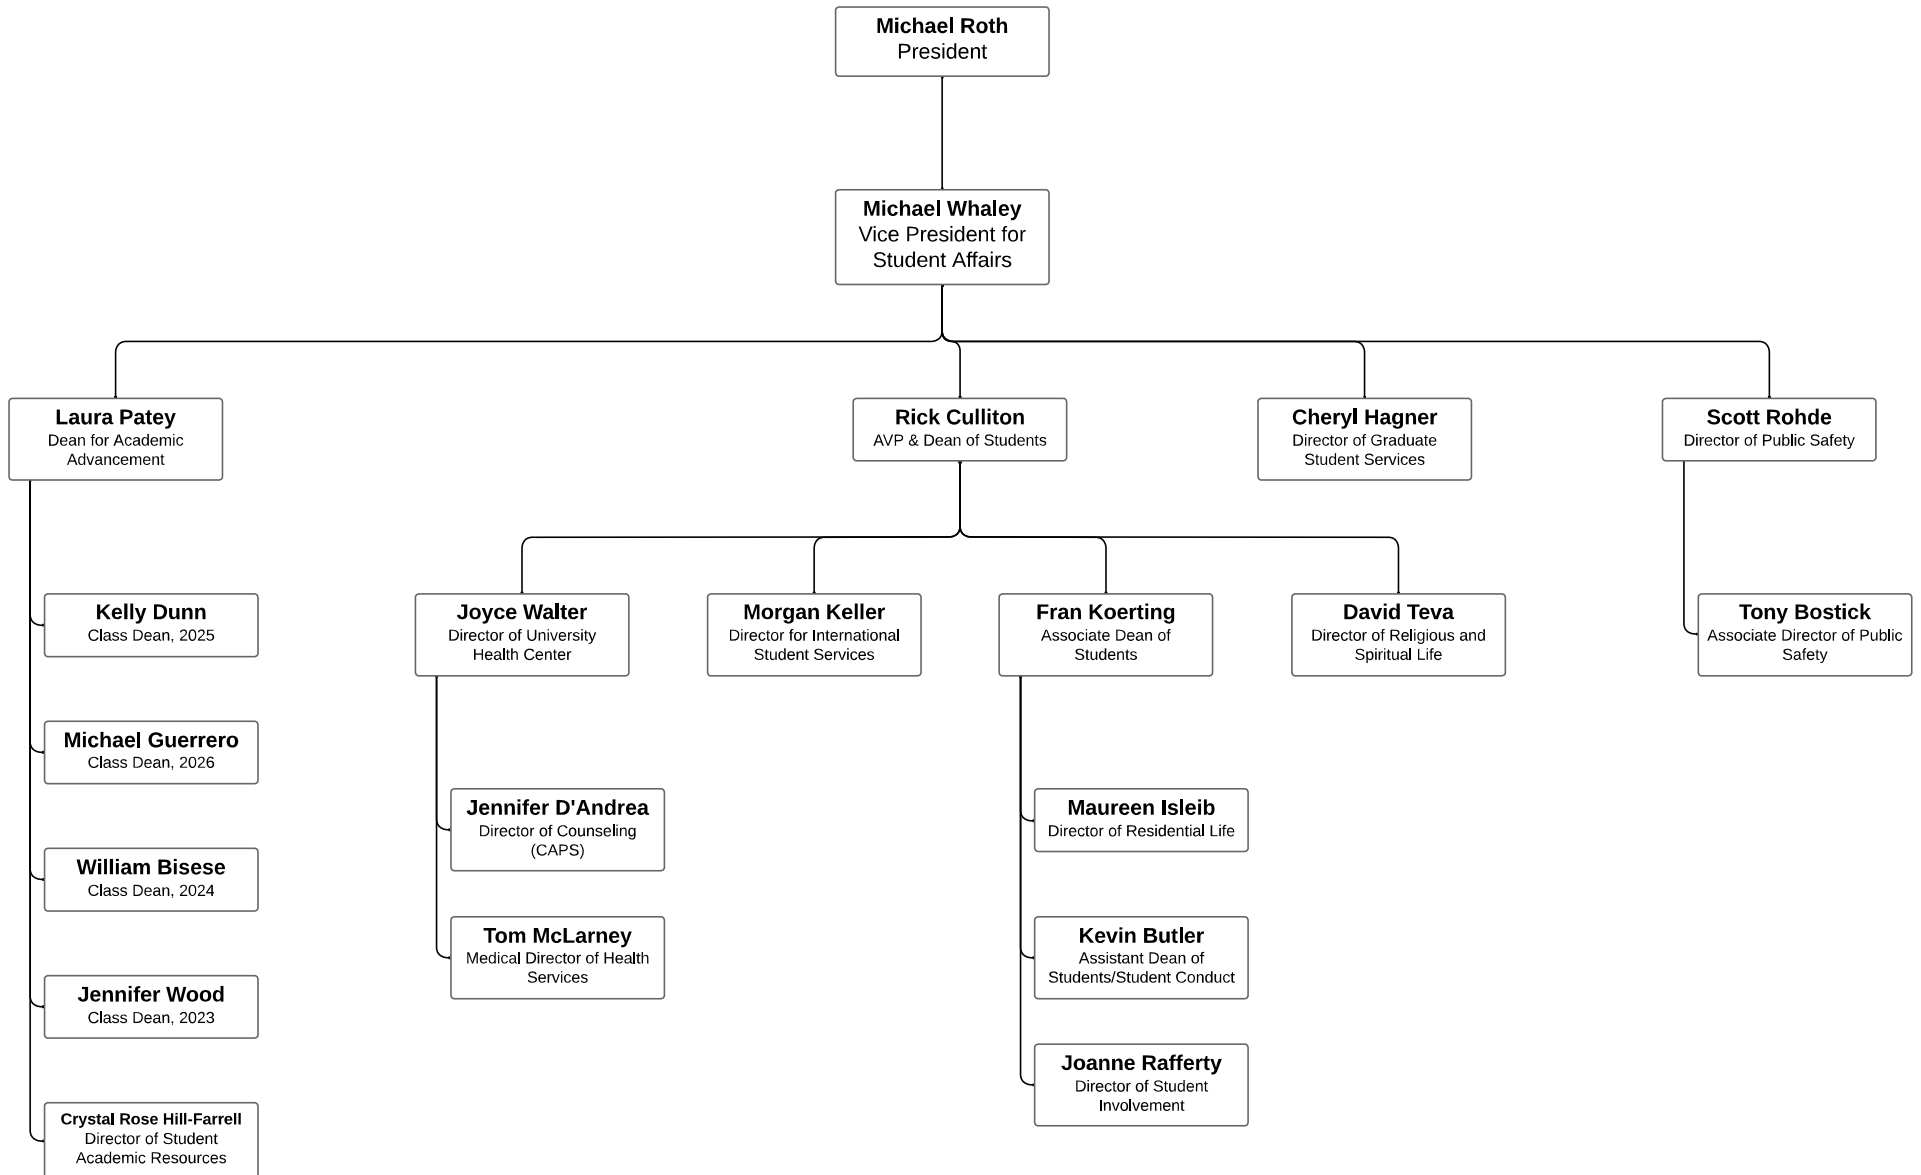 Michael Roth
President
Michael Whaley
Vice President for
Student Affairs
Laura Patey
Dean for Academic
Advancement
Rick Culliton
AVP & Dean of Students
Cheryl Hagner
Director of Graduate
Student Services
Scott Rohde
Director of Public Safety
Kelly Dunn
Class Dean, 2025
Joyce Walter
Director of University
Health Center
Morgan Keller
Director for International
Student Services
Fran Koerting
Associate Dean of
Students
David Teva
Director of Religious and
Spiritual Life
Tony Bostick
Associate Director of Public
Safety
Michael Guerrero
Class Dean, 2026
Jennifer D'Andrea
Director of Counseling
(CAPS)
Maureen Isleib
Director of Residential Life
William Bisese
Class Dean, 2024
Tom McLarney
Medical Director of Health
Services
Kevin Butler
Assistant Dean of
Students/Student Conduct
Jennifer Wood
Class Dean, 2023
Joanne Rafferty
Director of Student
Involvement
Crystal Rose Hill-Farrell
Director of Student
Academic Resources